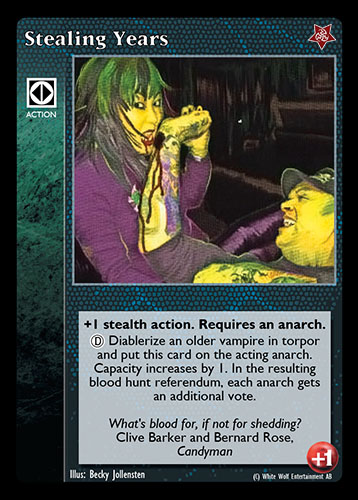 Stealing Years
ACTION
+1 stealth action. Requires an anarch.
Ⓓ Diablerize an older vampire in torpor
and put this card on the acting anarch.
Capacity increases by 1. In the resulting
blood hunt referendum, each anarch gets
an additional vote.
What's blood for, if not for shedding?
Clive Barker and Bernard Rose,
Candyman
+1
Illus: Becky Jollensten
(C) White Wolf Entertainment AB